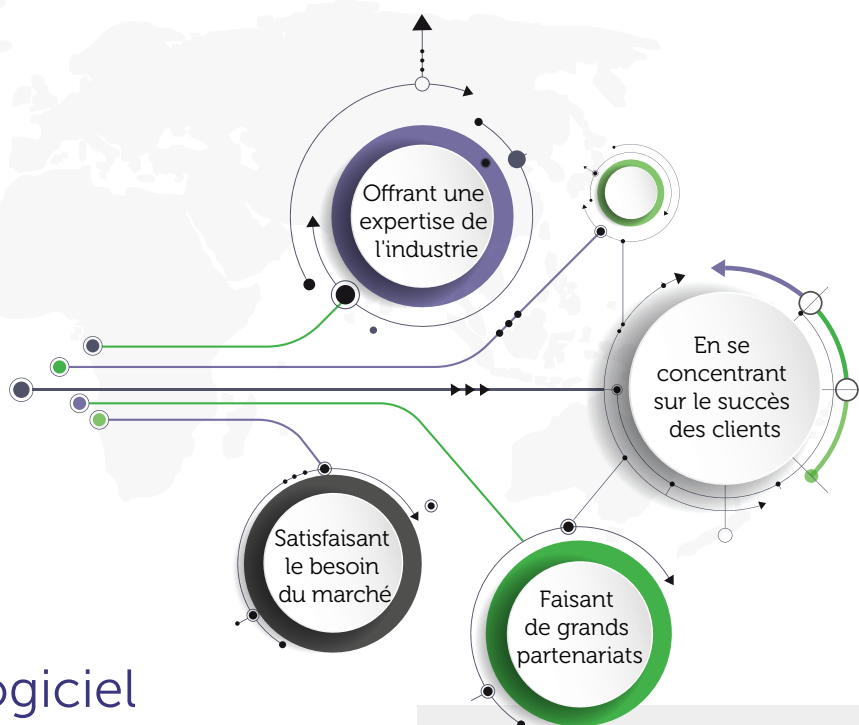 Offrant une
expertise de
l'industrie
En se
concentrant
sur le succès
des clients
Satisfaisant
le besoin
du marché
Faisant
de grands
partenariats
ogiciel